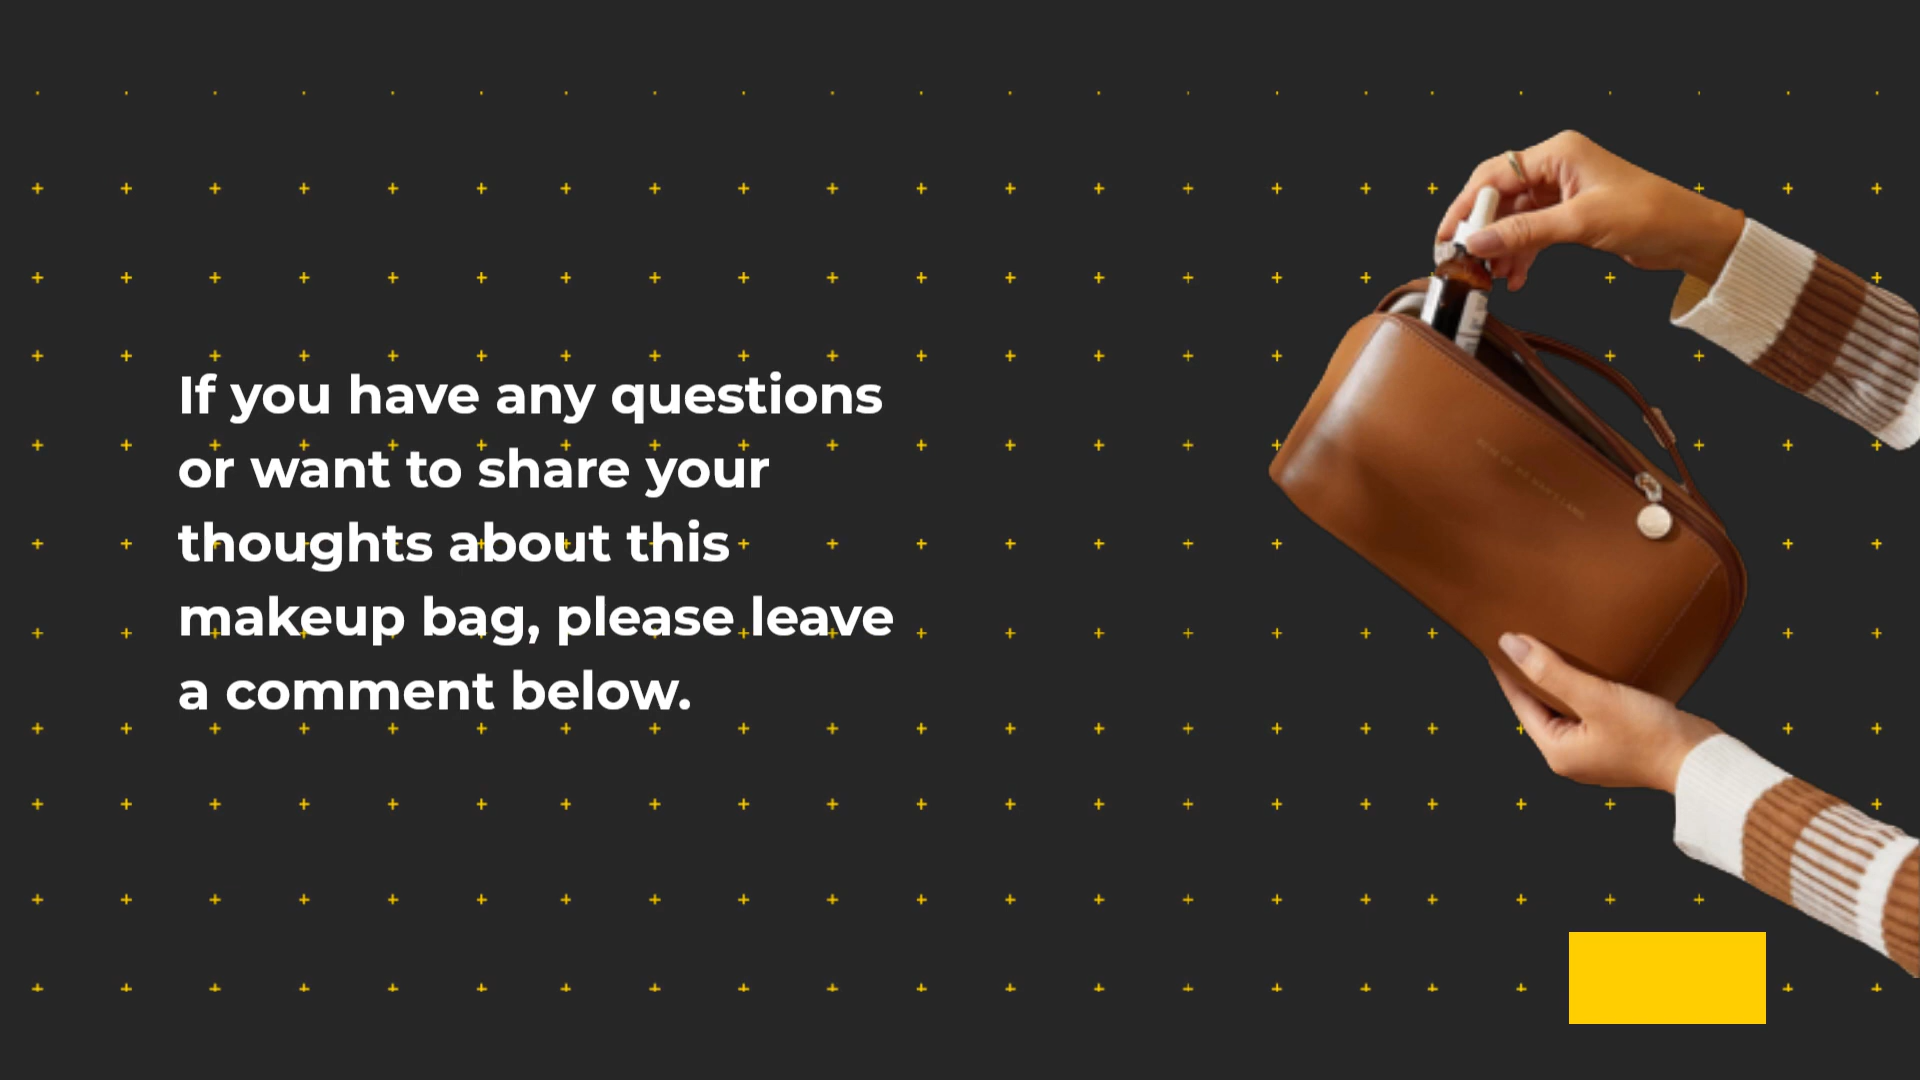 If you have any questions
or want to share your
thoughts about this
makeup bag, please leave
a comment below.